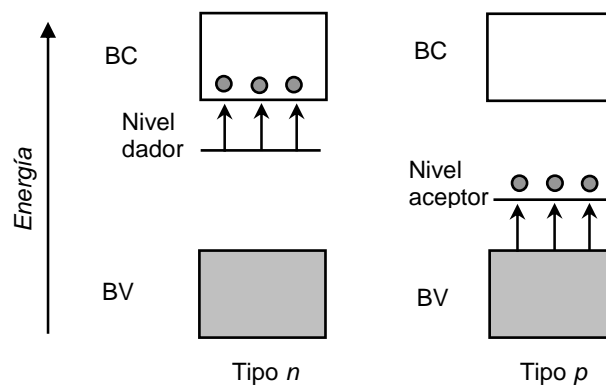 Energía
BC
Nivel
dador
BV
Tipo n
BC
Nivel
aceptor
BV
Tipo p